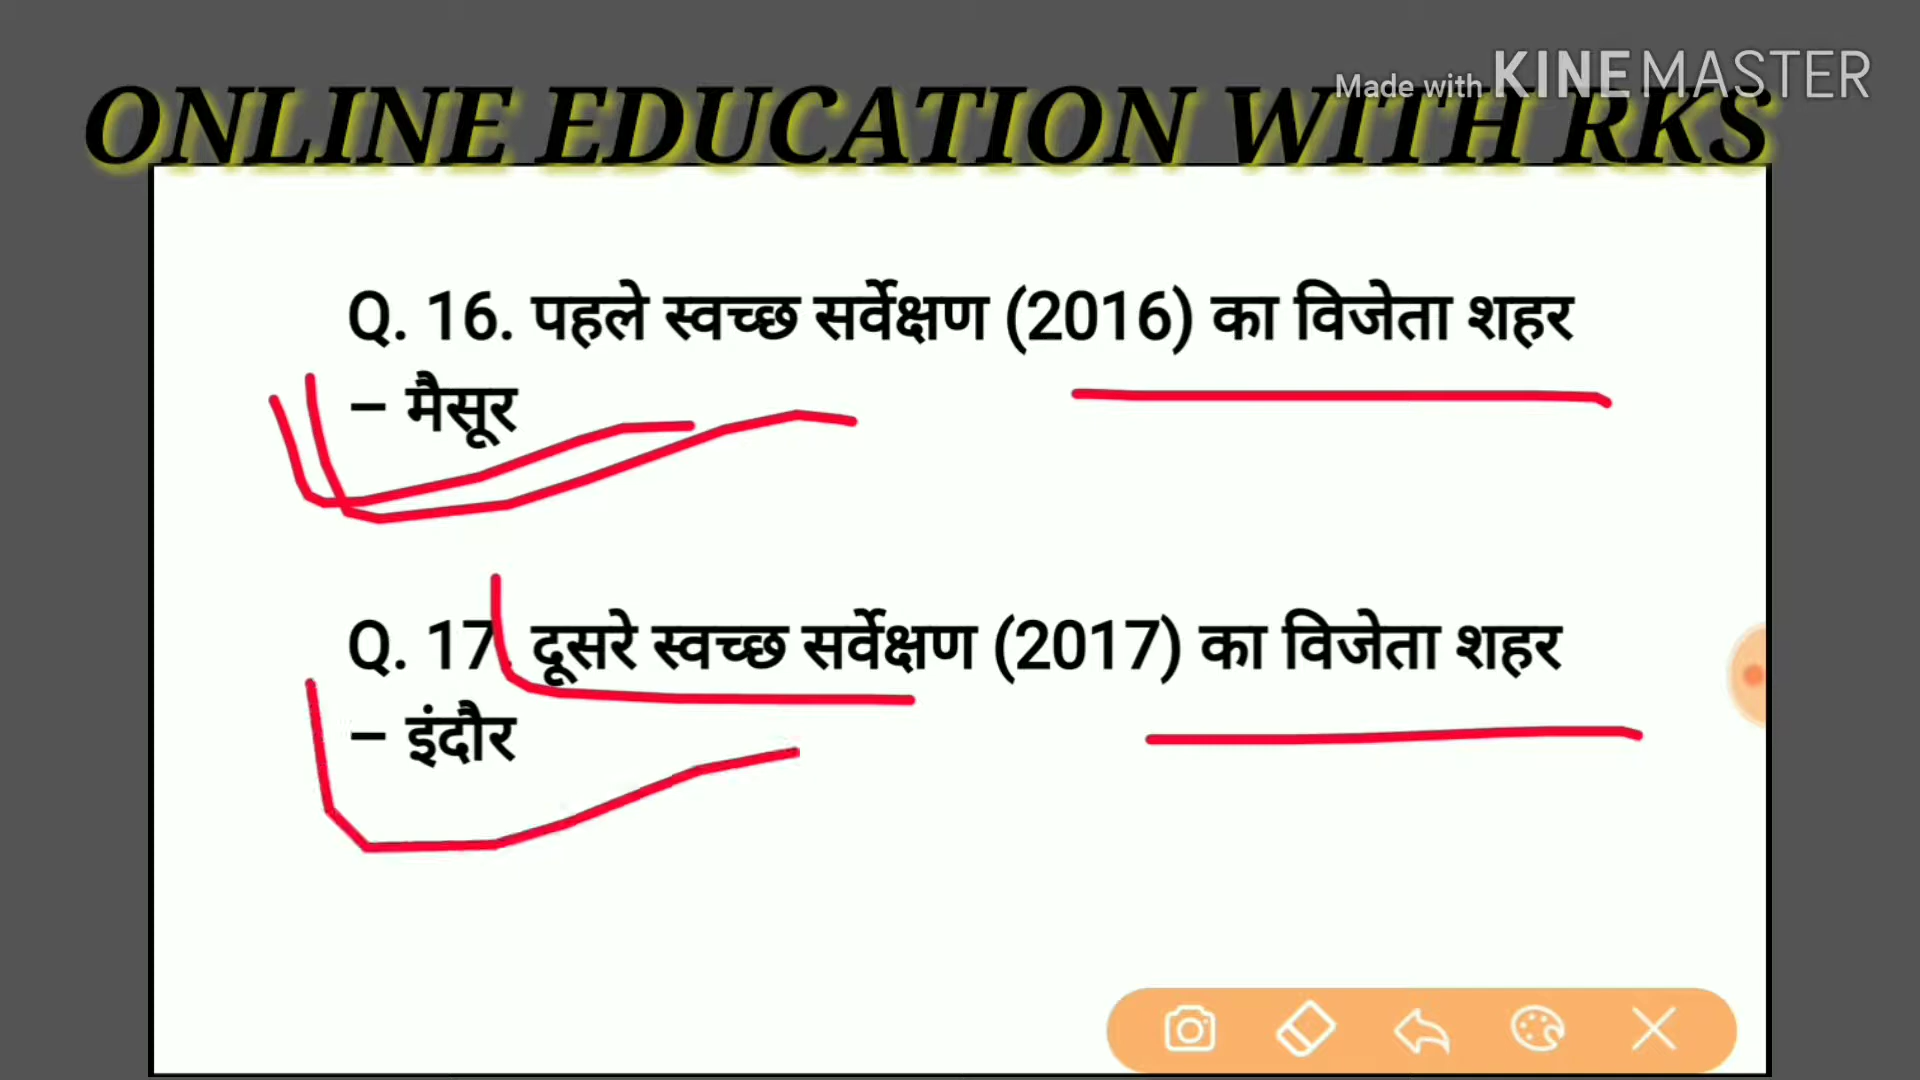 Made with KINEMASTER
ONLINE EDUCATION WITH RKS
Q. 16. पहले स्वच्छ सर्वेक्षण (2016) का विजेता शहर
– मैसूर
Q. 17. दूसरे स्वच्छ सर्वेक्षण (2017) का विजेता शहर
– इंदौर